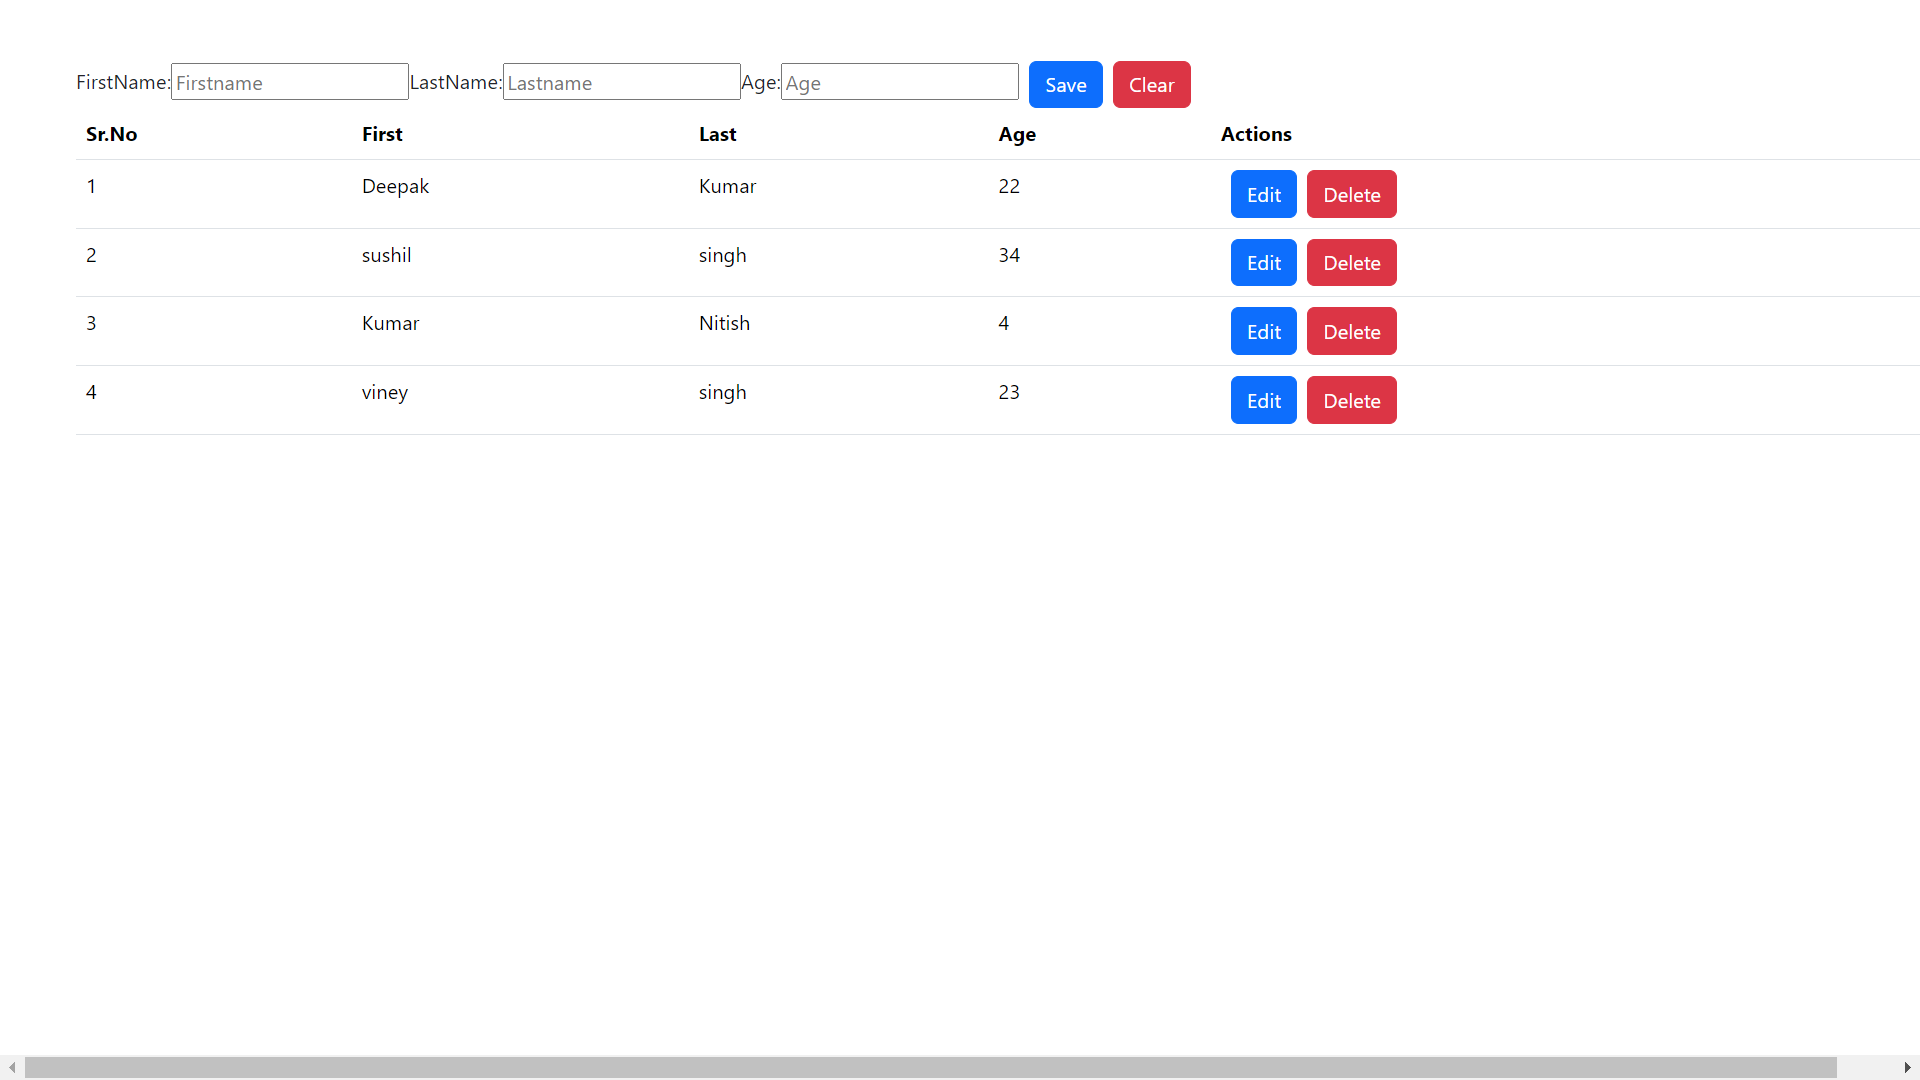 FirstName: Firstname LastName: Lastname Age: Age Save Clear
Sr.No First Last Age Actions
1 Deepak Kumar 22 Edit Delete
2 sushil singh 34 Edit Delete
3 Kumar Nitish 4 Edit Delete
4 viney singh 23 Edit Delete